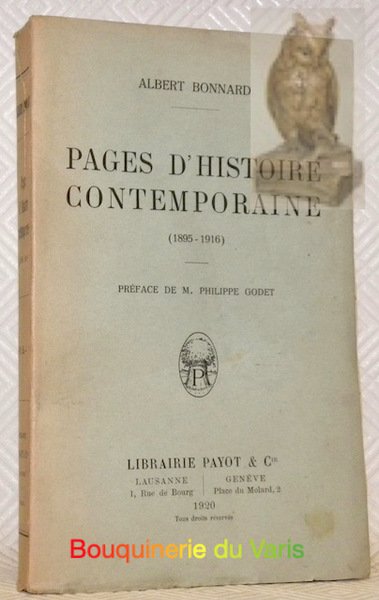 ALBERT BONNARD
PAGES D'HISTOIRE
CONTEMPORAINE
(1895-1916)
PRÉFACE DE M. PHILIPPE GODET
P
LIBRAIRIE PAYOT & Cie
LAUSANNE
1, Rue de Bourg
GENÈVE
Place du Molard, 2
1920
Tous droits réservés
Bouquinerie du Varis